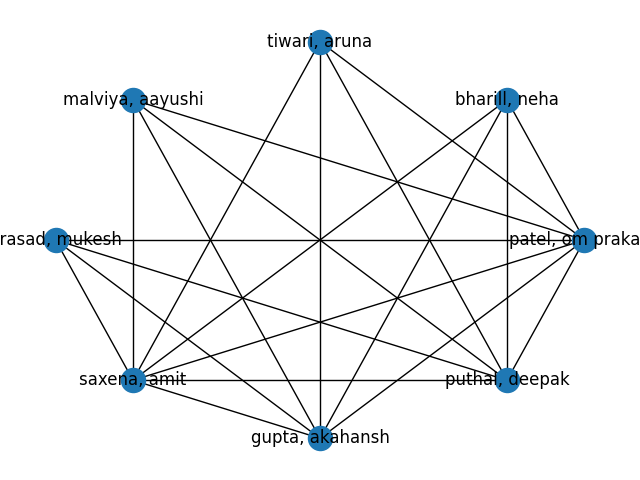 tiwari, aruna
malviya, aayushi
bharill, neha
rasad, mukesh
patel, om praka
saxena, amit
puthal, deepak
gupta, akahansh